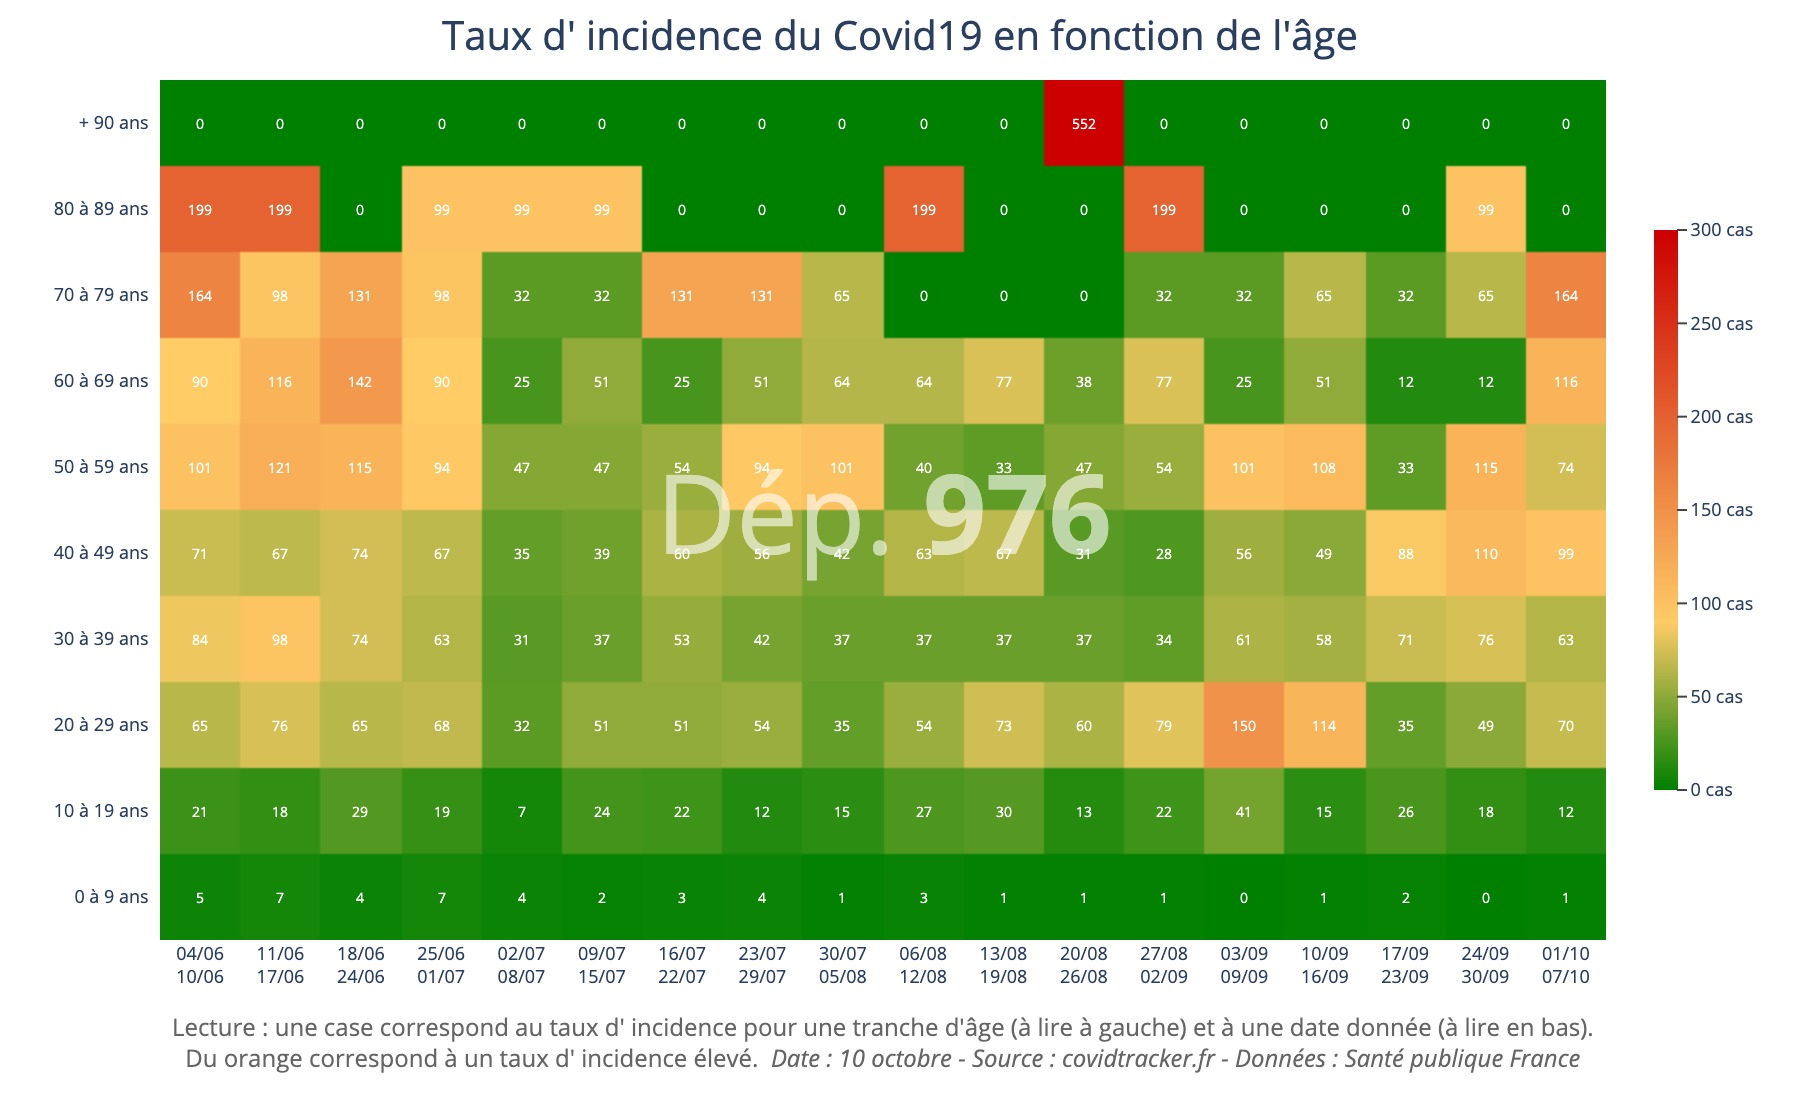 Taux d' incidence du Covid19 en fonction de l'âge
+ 90 ans 0 0 0 0 0 0 0 0 0 0 0 552 0 0 0 0 0 0
80 à 89 ans 199 199 0 99 99 99 0 0 0 199 0 0 199 0 0 0 99 0
70 à 79 ans 164 98 131 98 32 32 131 131 65 0 0 0 32 32 65 32 65 164
60 à 69 ans 90 116 142 90 25 51 25 51 64 64 77 38 77 25 51 12 12 116
50 à 59 ans 101 121 115 94 47 47 54 94 101 40 33 47 54 101 108 33 115 74
Dép. 976
40 à 49 ans 71 67 74 67 35 39 60 56 42 63 67 31 28 56 49 88 110 99
30 à 39 ans 84 98 74 63 31 37 53 42 37 37 37 37 34 61 58 71 76 63
20 à 29 ans 65 76 65 68 32 51 51 54 35 54 73 60 79 150 114 35 49 70
10 à 19 ans 21 18 29 19 7 24 22 12 15 27 30 13 22 41 15 26 18 12
0 à 9 ans 5 7 4 7 4 2 3 4 1 3 1 1 1 0 1 2 0 1
04/06 11/06 18/06 25/06 02/07 09/07 16/07 23/07 30/07 06/08 13/08 20/08 27/08 03/09 10/09 17/09 24/09 01/10
10/06 17/06 24/06 01/07 08/07 15/07 22/07 29/07 05/08 12/08 19/08 26/08 02/09 09/09 16/09 23/09 30/09 07/10
300 cas
250 cas
200 cas
150 cas
100 cas
50 cas
0 cas
Lecture : une case correspond au taux d' incidence pour une tranche d'âge (à lire à gauche) et à une date donnée (à lire en bas).
Du orange correspond à un taux d' incidence élevé. Date : 10 octobre - Source : covidtracker.fr - Données : Santé publique France